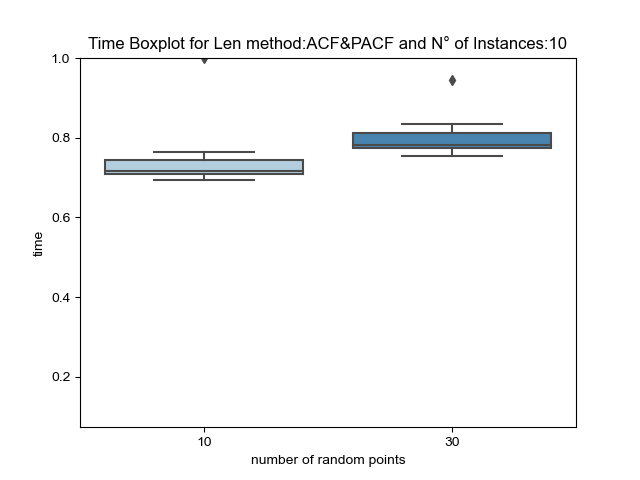 Time Boxplot for Len method:ACF&PACF and N° of Instances:10
1.0
0.8
0.6
0.4
0.2
time
10 30
number of random points